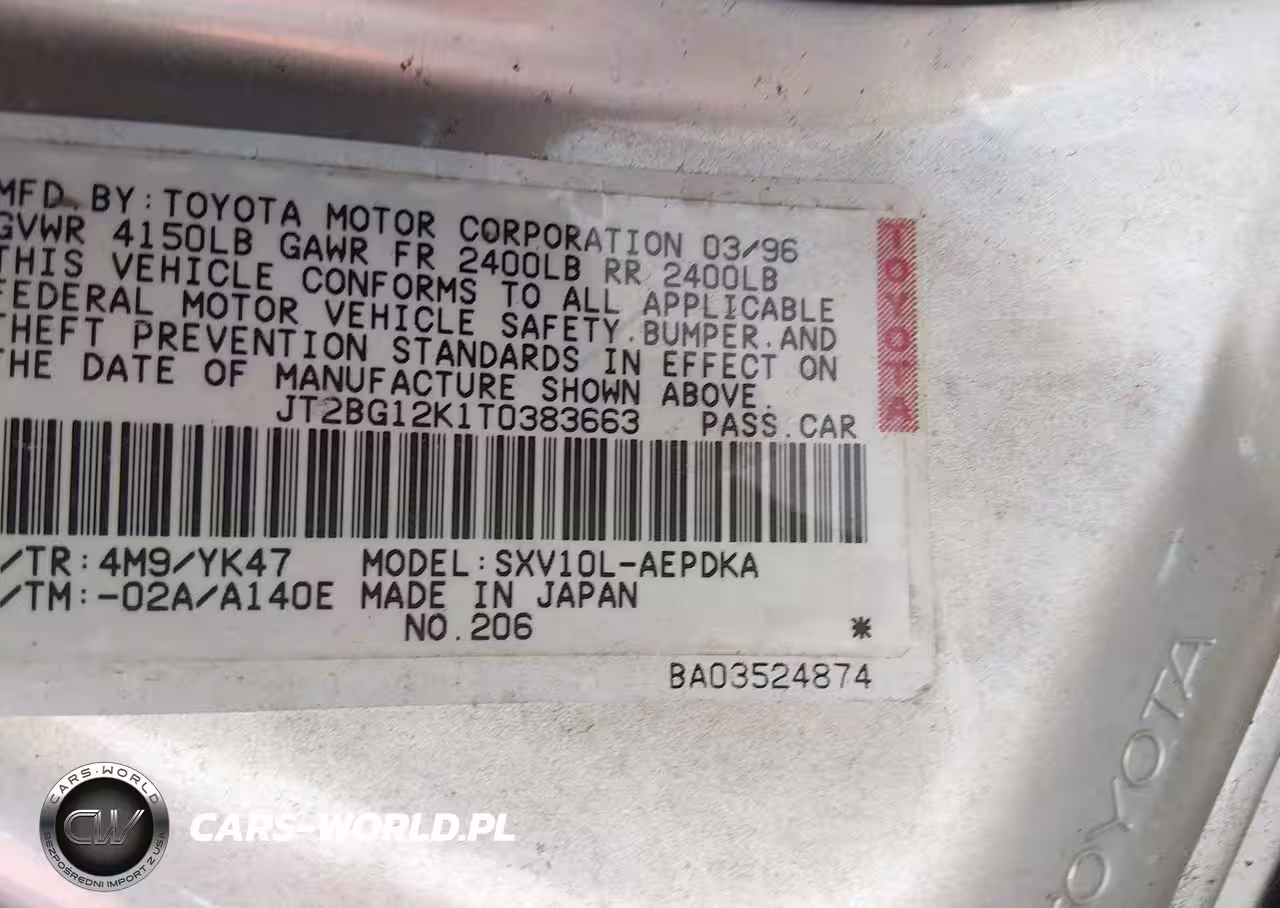 MFD. BY: TOYOTA MOTOR CORPORATION 03/96
GVWR 4150LB GAWR FR 2400LB RR 2400LB
THIS VEHICLE CONFORMS TO ALL APPLICABLE
FEDERAL MOTOR VEHICLE SAFETY.BUMPER.AND
THEFT PREVENTION STANDARDS IN EFFECT ON
THE DATE OF MANUFACTURE SHOWN ABOVE.
JT2BG12K1T0383663 PASS.CAR
TOYOTA
/TR:4M9/YK47 MODEL:SXV10L-AEPDKA
/TM:-02A/A140E MADE IN JAPAN
NO.206 *
BA03524874
TOYOTA
CARS-WORLD
CW
BEZPOŚREDNI IMPORT Z USA
CARS-WORLD.PL